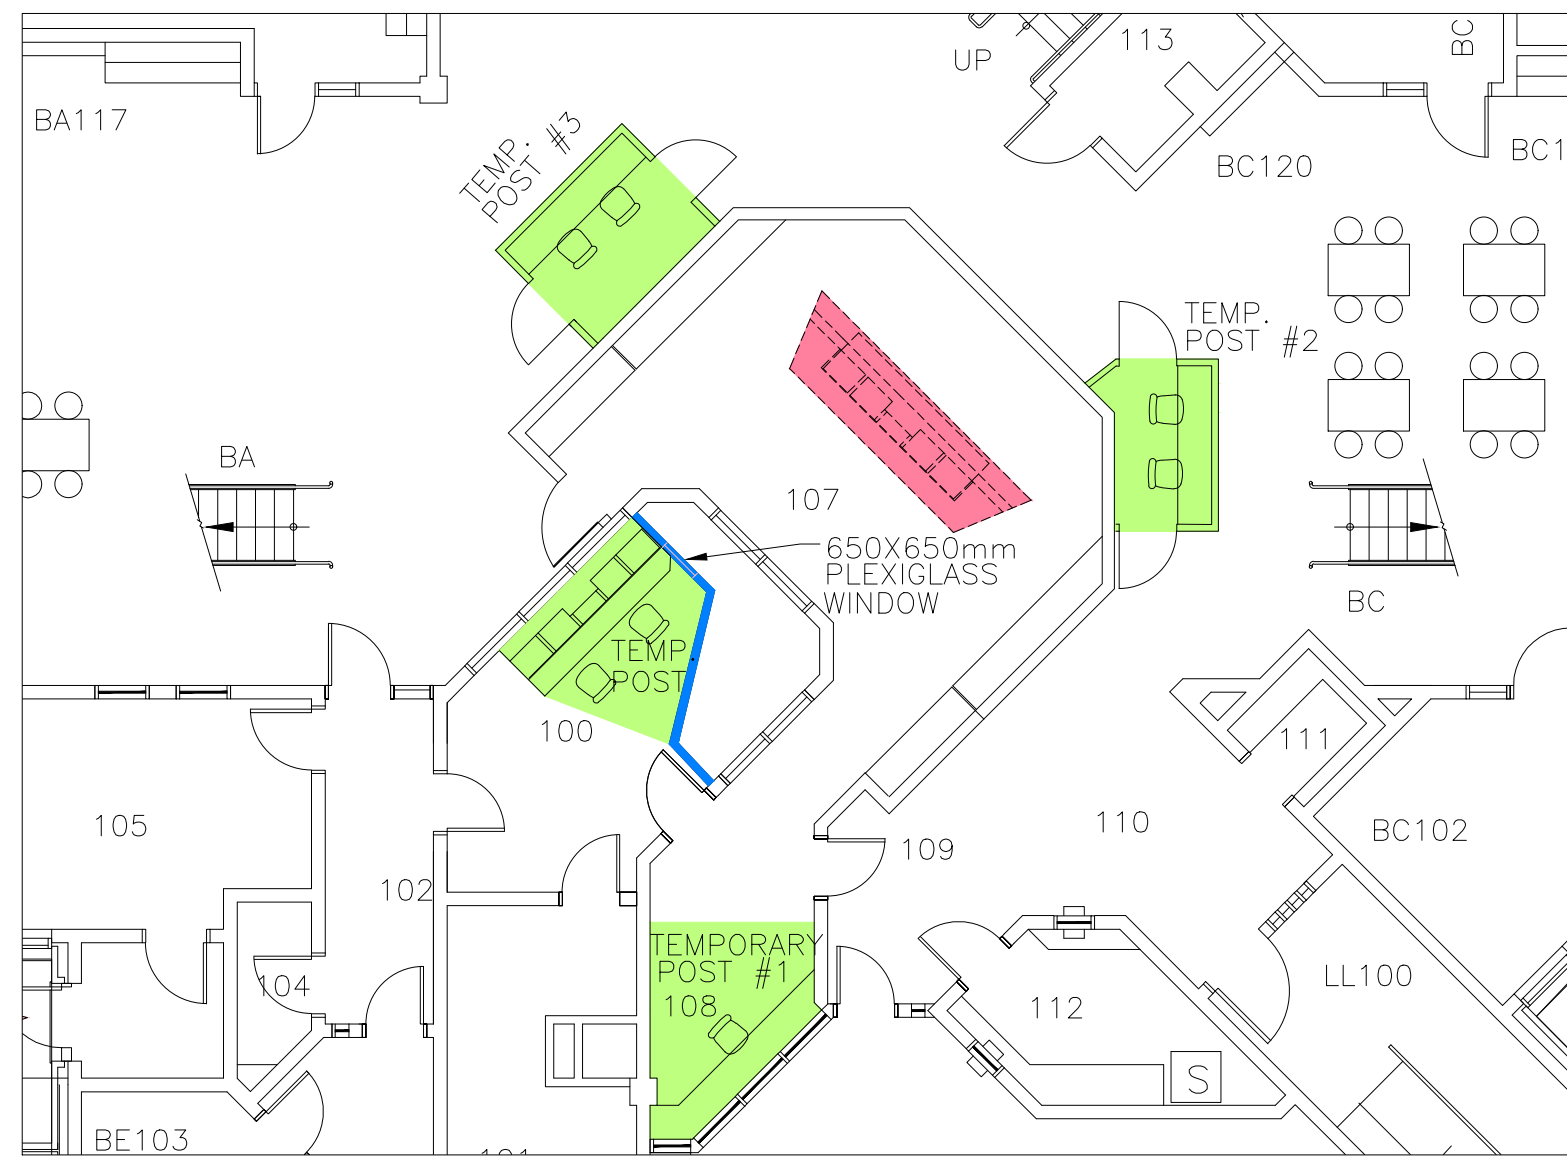 UP
113
BC
BA117
TEMP.
POST #3
BC120
BC1
TEMP.
POST #2
BA
107
650X650mm
PLEXIGLASS
WINDOW
BC
TEMP.
POST
100
111
105
110
BC102
109
102
TEMPORARY
POST #1
108
104
LL100
112
S
BE103